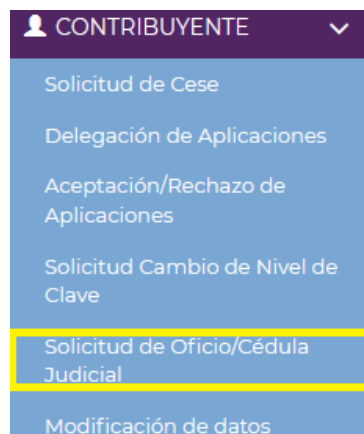 CONTRIBUYENTE
Solicitud de Cese
Delegación de Aplicaciones
Aceptación/Rechazo de
Aplicaciones
Solicitud Cambio de Nivel de
Clave
Solicitud de Oficio/Cédula
Judicial
Modificación de datos